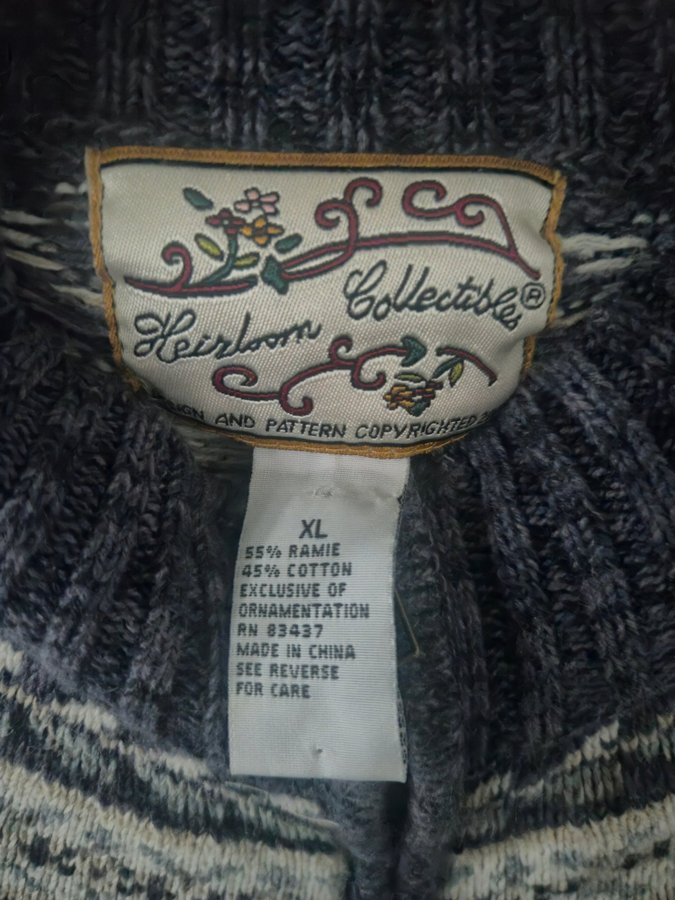 Heirloom Collectibles®
AND PATTERN COPYRIGHTED
XL
55% RAMIE
45% COTTON
EXCLUSIVE OF
ORNAMENTATION
RN 83437
MADE IN CHINA
SEE REVERSE
FOR CARE